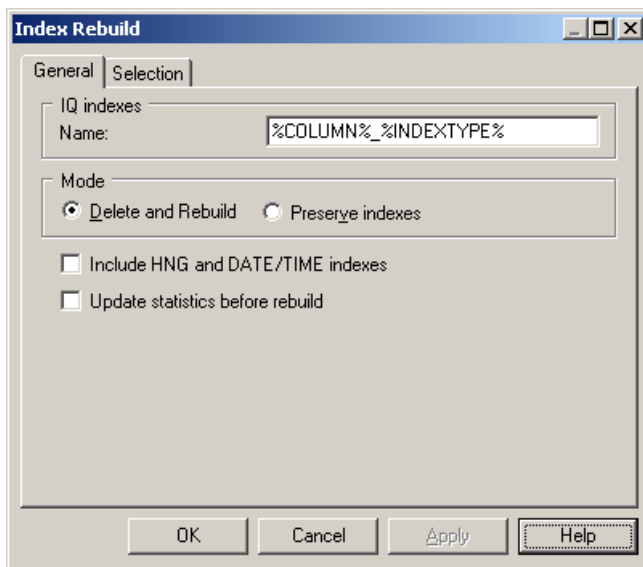 Index Rebuild
General Selection
IQ indexes
Name: %COLUMN%_%INDEXTYPE%
Mode
Delete and Rebuild Preserve indexes
Include HNG and DATE/TIME indexes
Update statistics before rebuild
OK Cancel Apply Help